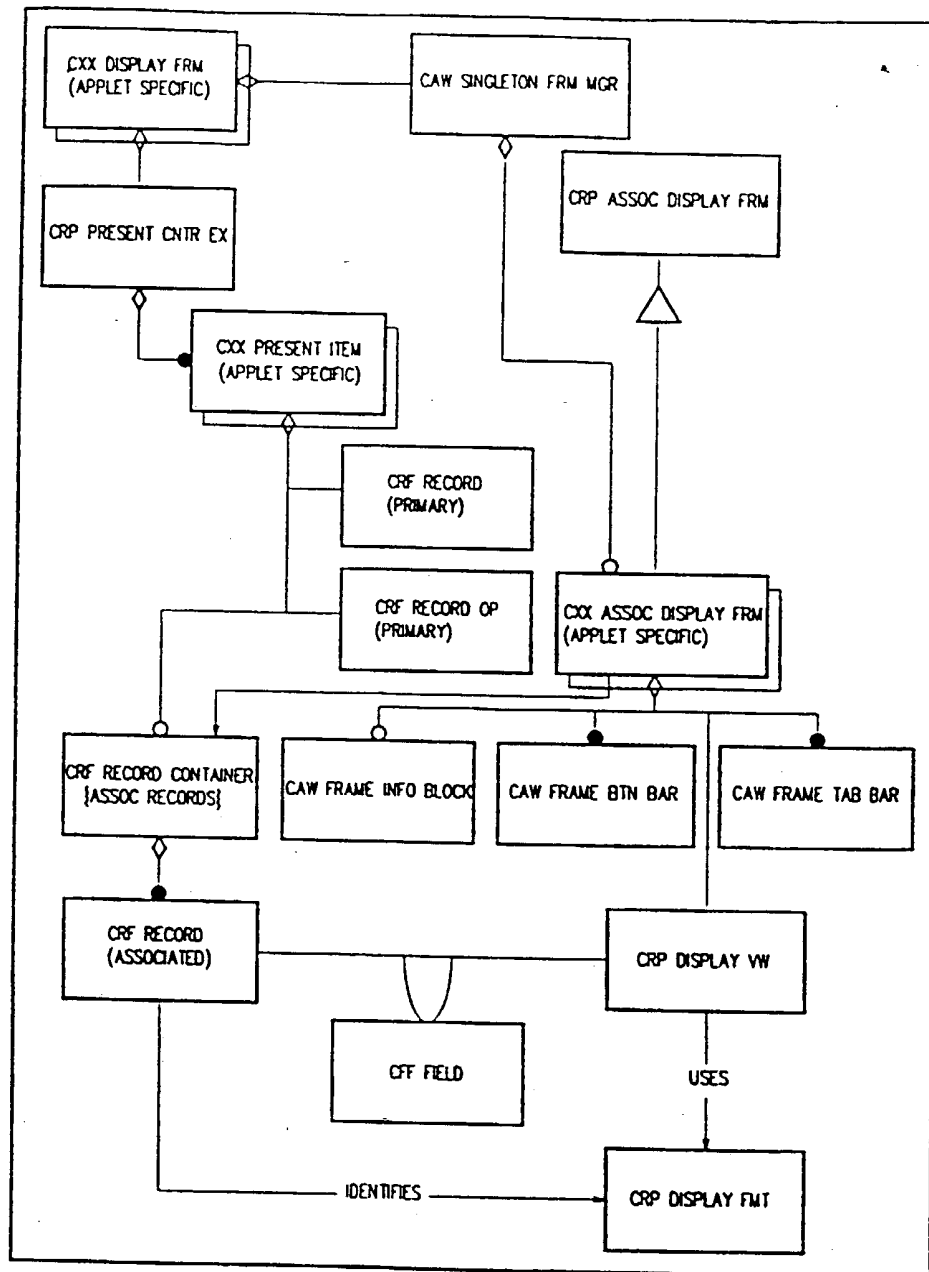 CXX DISPLAY FRM
(APPLET SPECIFIC)
CAW SINGLETON FRM MGR
CRP ASSOC DISPLAY FRM
CRP PRESENT CNTR EX
CXX PRESENT ITEM
(APPLET SPECIFIC)
CRF RECORD
(PRIMARY)
CRF RECORD OP
(PRIMARY)
CXX ASSOC DISPLAY FRM
(APPLET SPECIFIC)
CRF RECORD CONTAINER
{ASSOC RECORDS}
CAW FRAME INFO BLOCK
CAW FRAME BTN BAR
CAW FRAME TAB BAR
CRF RECORD
(ASSOCIATED)
CRP DISPLAY VW
CFF FIELD
USES
IDENTIFIES
CRP DISPLAY FMT